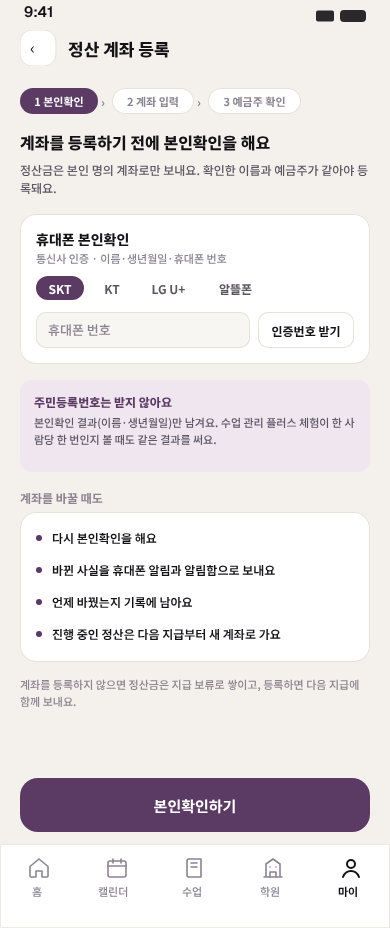 9:41
‹ 정산 계좌 등록
1 본인확인 › 2 계좌 입력 › 3 예금주 확인
계좌를 등록하기 전에 본인확인을 해요
정산금은 본인 명의 계좌로만 보내요. 확인한 이름과 예금주가 같아야 등
록돼요.
휴대폰 본인확인
통신사 인증 · 이름·생년월일·휴대폰 번호
SKT KT LG U+ 알뜰폰
휴대폰 번호 인증번호 받기
주민등록번호는 받지 않아요
본인확인 결과(이름·생년월일)만 남겨요. 수업 관리 플러스 체험이 한 사
람당 한 번인지 볼 때도 같은 결과를 써요.
계좌를 바꿀 때도
다시 본인확인을 해요
바뀐 사실을 휴대폰 알림과 알림함으로 보내요
언제 바꿨는지 기록에 남아요
진행 중인 정산은 다음 지급부터 새 계좌로 가요
계좌를 등록하지 않으면 정산금은 지급 보류로 쌓이고, 등록하면 다음 지급에
함께 보내요.
본인확인하기
홈 캘린더 수업 학원 마이